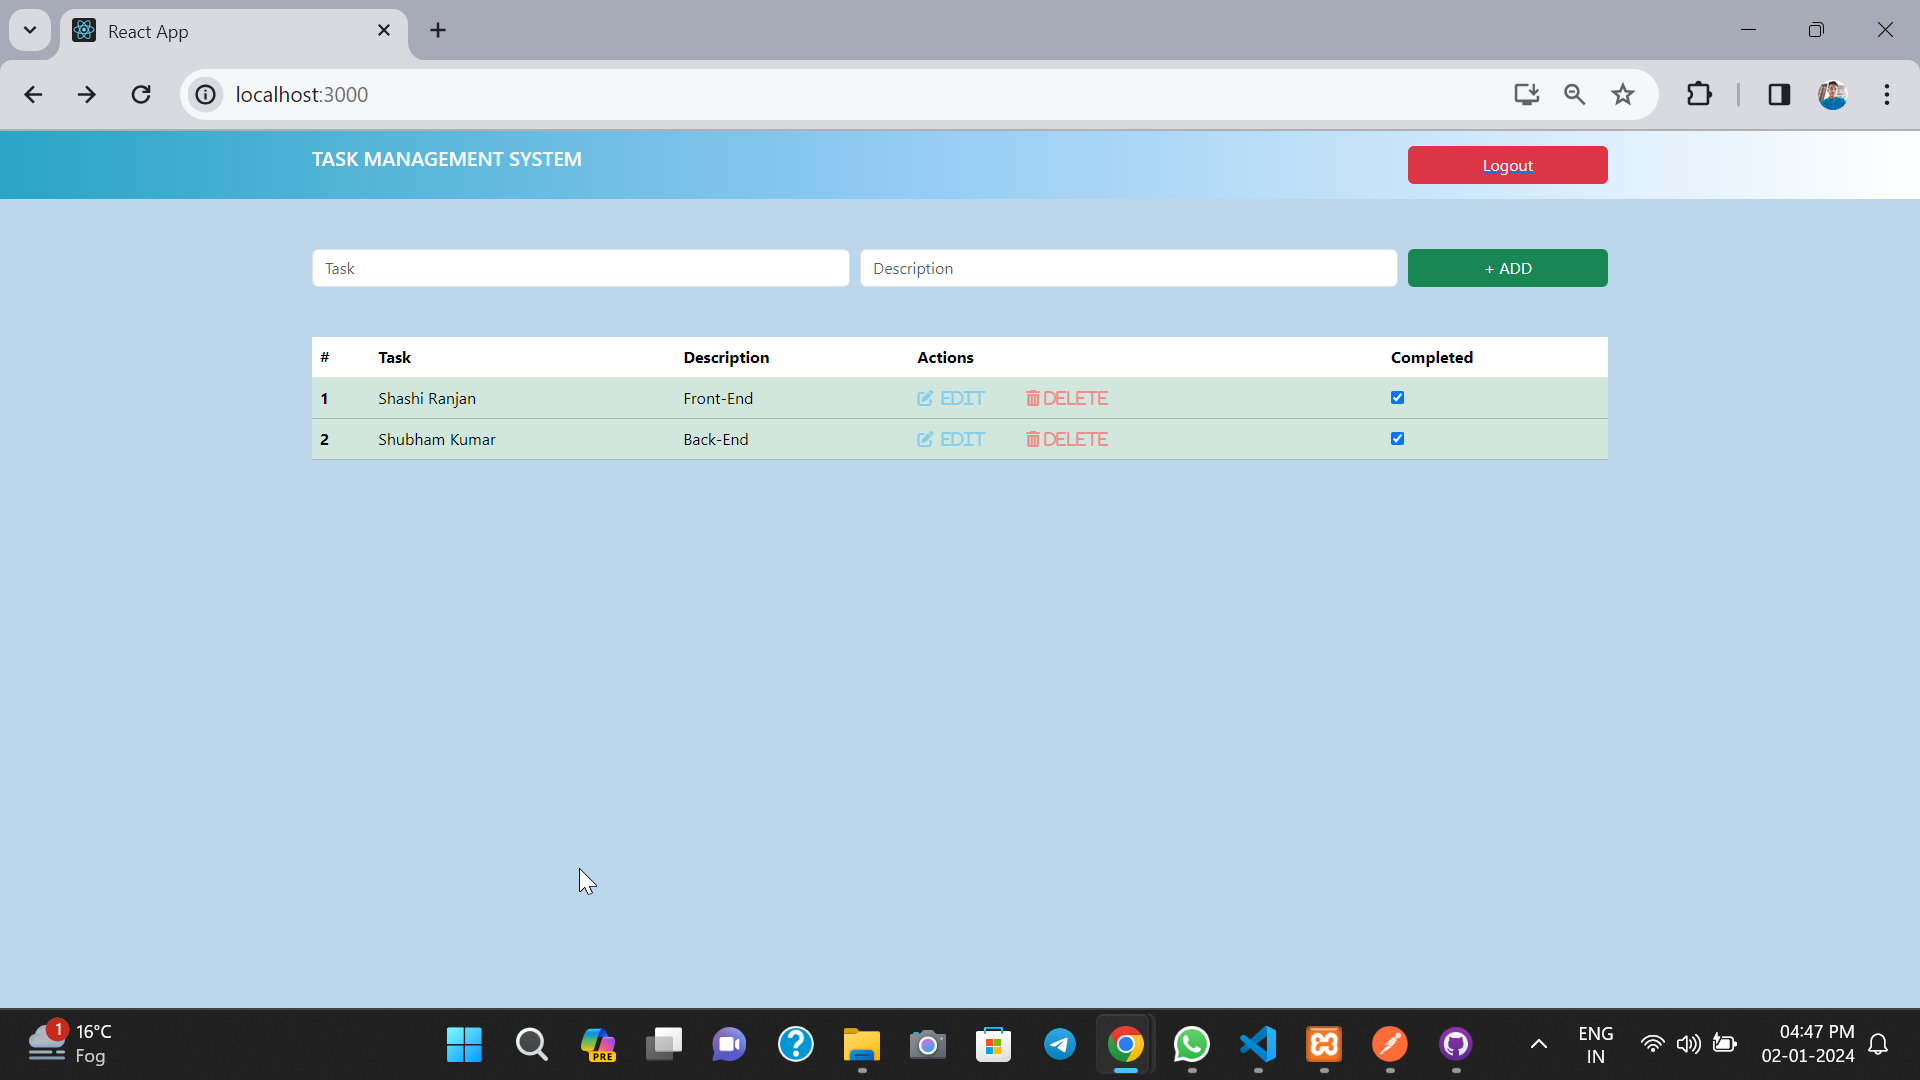 React App
localhost:3000
TASK MANAGEMENT SYSTEM
Logout
Task
Description
+ ADD
# Task Description Actions Completed
1 Shashi Ranjan Front-End EDIT DELETE
2 Shubham Kumar Back-End EDIT DELETE
1
16°C
Fog
PRE
ENG
IN
04:47 PM
02-01-2024